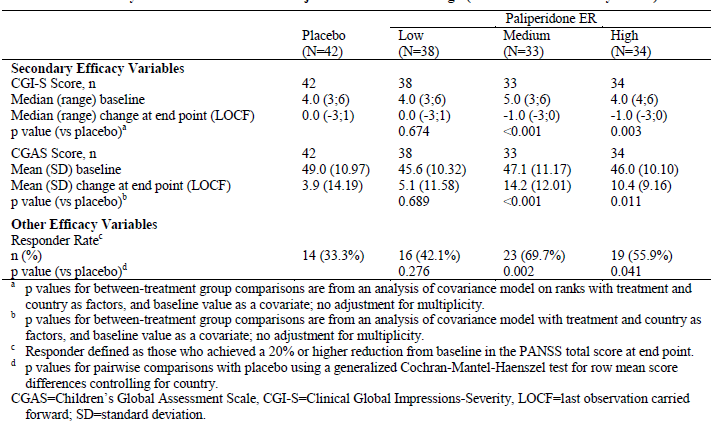 Paliperidone ER
Placebo Low Medium High
(N=42) (N=38) (N=33) (N=34)
Secondary Efficacy Variables
CGI-S Score, n 42 38 33 34
Median (range) baseline 4.0 (3;6) 4.0 (3;6) 5.0 (3;6) 4.0 (4;6)
Median (range) change at end point (LOCF) 0.0 (-3;1) 0.0 (-3;1) -1.0 (-3;0) -1.0 (-3;0)
p value (vs placebo)a 0.674 <0.001 0.003
CGAS Score, n 42 38 33 34
Mean (SD) baseline 49.0 (10.97) 45.6 (10.32) 47.1 (11.17) 46.0 (10.10)
Mean (SD) change at end point (LOCF) 3.9 (14.19) 5.1 (11.58) 14.2 (12.01) 10.4 (9.16)
p value (vs placebo)b 0.689 <0.001 0.011
Other Efficacy Variables
Responder Ratec
n (%) 14 (33.3%) 16 (42.1%) 23 (69.7%) 19 (55.9%)
p value (vs placebo)d 0.276 0.002 0.041
a p values for between-treatment group comparisons are from an analysis of covariance model on ranks with treatment and
country as factors, and baseline value as a covariate; no adjustment for multiplicity.
b p values for between-treatment group comparisons are from an analysis of covariance model with treatment and country as
factors, and baseline value as a covariate; no adjustment for multiplicity.
c Responder defined as those who achieved a 20% or higher reduction from baseline in the PANSS total score at end point.
d p values for pairwise comparisons with placebo using a generalized Cochran-Mantel-Haenszel test for row mean score
differences controlling for country.
CGAS=Children's Global Assessment Scale, CGI-S=Clinical Global Impressions-Severity, LOCF=last observation carried
forward; SD=standard deviation.